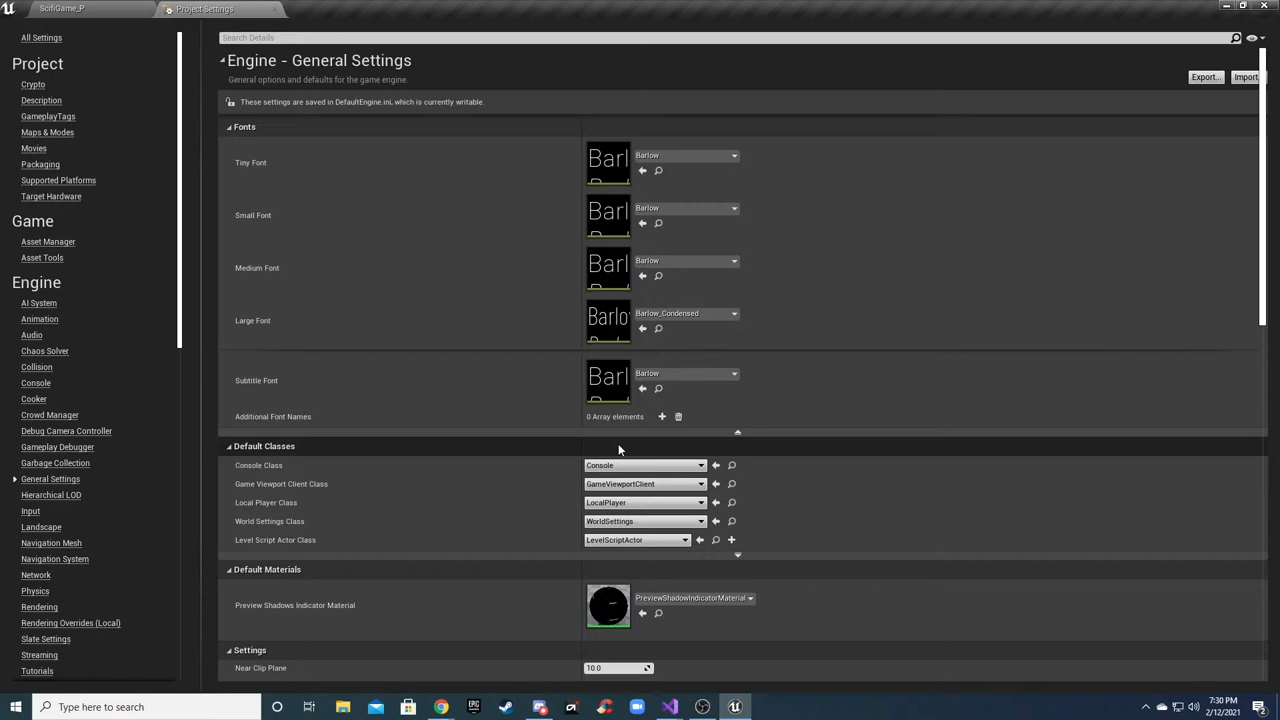 ScifiGame_P
Project Settings
All Settings
Project
Crypto
Description
GameplayTags
Maps & Modes
Movies
Packaging
Supported Platforms
Target Hardware
Game
Asset Manager
Asset Tools
Engine
AI System
Animation
Audio
Chaos Solver
Collision
Console
Cooker
Crowd Manager
Debug Camera Controller
Gameplay Debugger
Garbage Collection
General Settings
Hierarchical LOD
Input
Landscape
Navigation Mesh
Navigation System
Network
Physics
Rendering
Rendering Overrides (Local)
Slate Settings
Streaming
Tutorials
Search Details
Engine - General Settings
General options and defaults for the game engine.
Export...
Import
These settings are saved in DefaultEngine.ini, which is currently writable.
Fonts
Tiny Font
Barl
Barlow
Small Font
Barl
Barlow
Medium Font
Barl
Barlow
Large Font
Barlo
Barlow_Condensed
Subtitle Font
Barl
Barlow
Additional Font Names
0 Array elements
Default Classes
Console Class
Console
Game Viewport Client Class
GameViewportClient
Local Player Class
LocalPlayer
World Settings Class
WorldSettings
Level Script Actor Class
LevelScriptActor
Default Materials
Preview Shadows Indicator Material
PreviewShadowIndicatorMaterial
Settings
Near Clip Plane
10.0
Type here to search
7:30 PM
2/12/2021